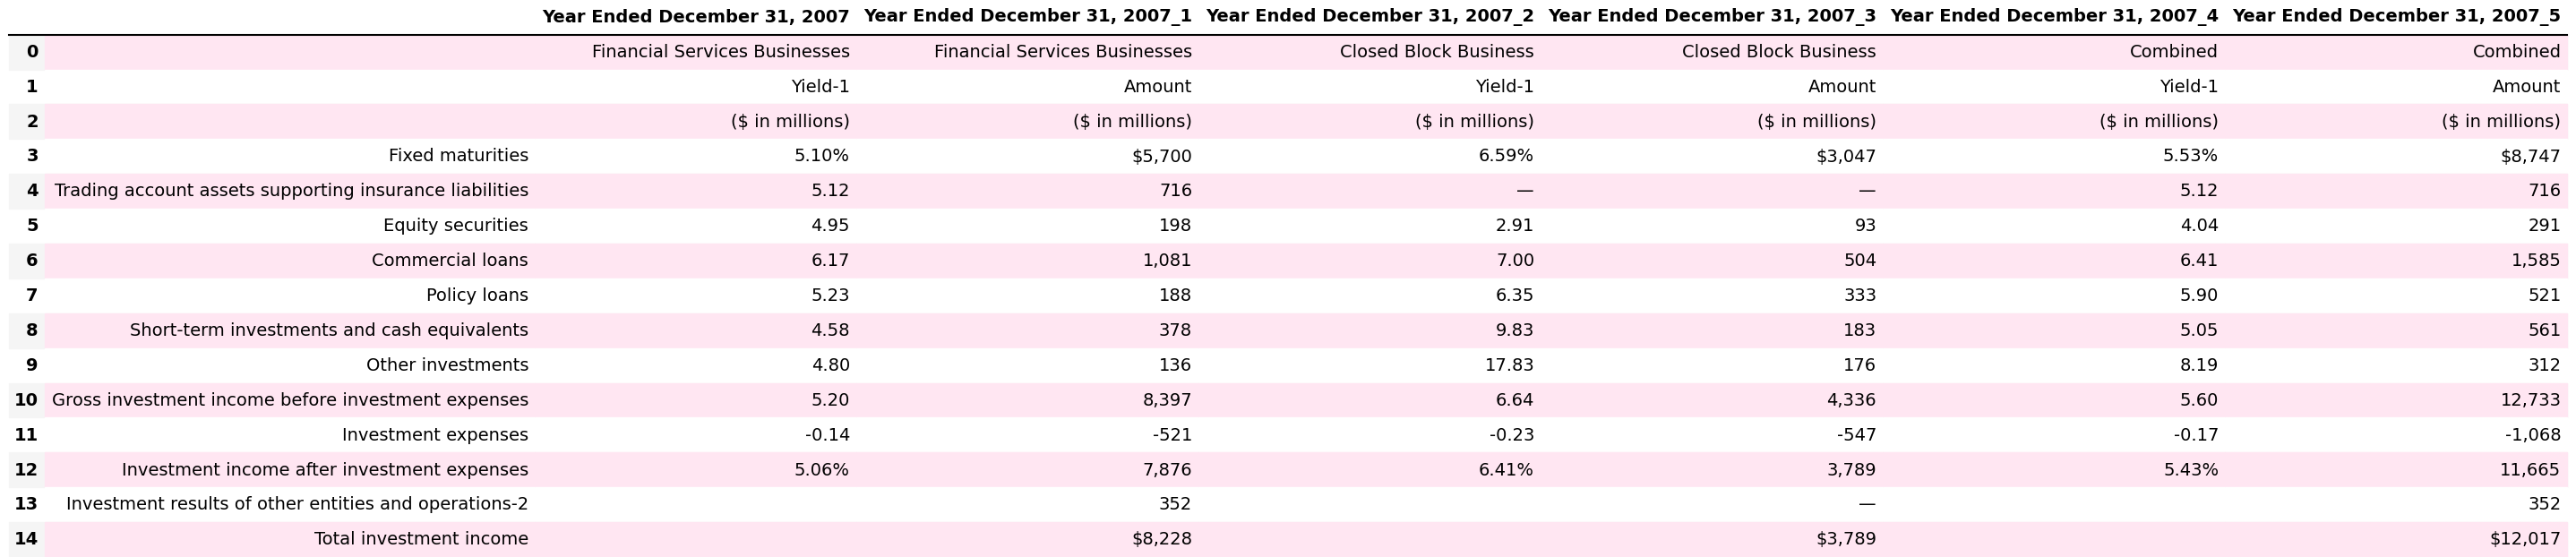 Year Ended December 31, 2007 Year Ended December 31, 2007_1 Year Ended December 31, 2007_2 Year Ended December 31, 2007_3 Year Ended December 31, 2007_4 Year Ended December 31, 2007_5
0 Financial Services Businesses Financial Services Businesses Closed Block Business Closed Block Business Combined Combined
1 Yield-1 Amount Yield-1 Amount Yield-1 Amount
2 ($ in millions) ($ in millions) ($ in millions) ($ in millions) ($ in millions) ($ in millions)
3 Fixed maturities 5.10% $5,700 6.59% $3,047 5.53% $8,747
4 Trading account assets supporting insurance liabilities 5.12 716 — — 5.12 716
5 Equity securities 4.95 198 2.91 93 4.04 291
6 Commercial loans 6.17 1,081 7.00 504 6.41 1,585
7 Policy loans 5.23 188 6.35 333 5.90 521
8 Short-term investments and cash equivalents 4.58 378 9.83 183 5.05 561
9 Other investments 4.80 136 17.83 176 8.19 312
10 Gross investment income before investment expenses 5.20 8,397 6.64 4,336 5.60 12,733
11 Investment expenses -0.14 -521 -0.23 -547 -0.17 -1,068
12 Investment income after investment expenses 5.06% 7,876 6.41% 3,789 5.43% 11,665
13 Investment results of other entities and operations-2 352 — 352
14 Total investment income $8,228 $3,789 $12,017